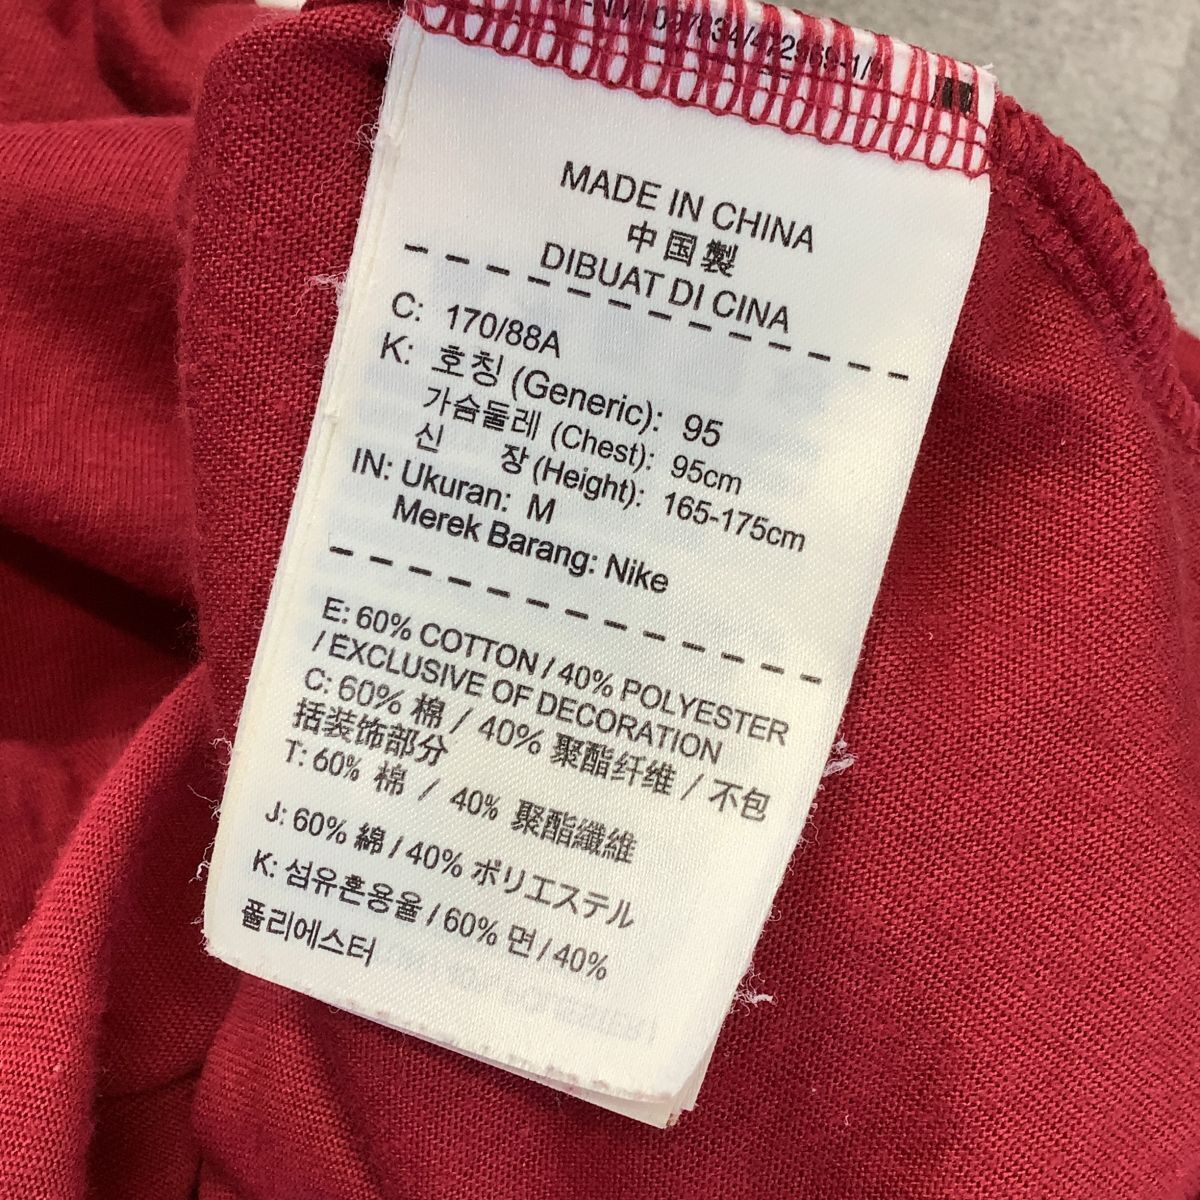 09/834/472969-1/
MADE IN CHINA
中国製
DIBUAT DI CINA
C: 170/88A
K: 호칭 (Generic): 95
가슴둘레 (Chest): 95cm
신 장 (Height): 165-175cm
IN: Ukuran: M
Merek Barang: Nike
E: 60% COTTON / 40% POLYESTER
/ EXCLUSIVE OF DECORATION
C: 60% 棉 / 40% 聚酯纤维 / 不包
括装饰部分
T: 60% 棉 / 40% 聚酯纖維
J: 60% 綿 / 40% ポリエステル
K: 섬유혼용율 / 60% 면 / 40%
폴리에스터